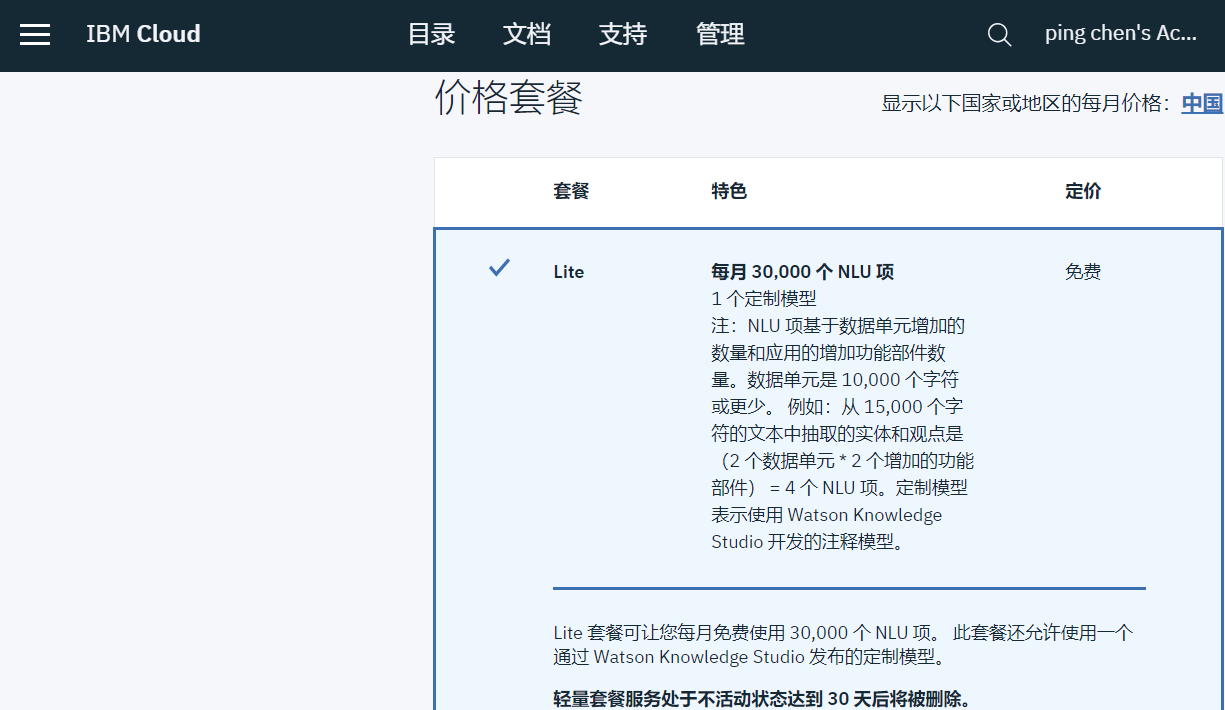 IBM Cloud 目录 文档 支持 管理 ping chen's Ac...
价格套餐 显示以下国家或地区的每月价格：中国
套餐 特色 定价
Lite 每月 30,000 个 NLU 项 免费
1 个定制模型
注：NLU 项基于数据单元增加的
数量和应用的增加功能部件数
量。数据单元是 10,000 个字符
或更少。 例如：从 15,000 个字
符的文本中抽取的实体和观点是
（2 个数据单元 * 2 个增加的功能
部件） = 4 个 NLU 项。定制模型
表示使用 Watson Knowledge
Studio 开发的注释模型。
Lite 套餐可让您每月免费使用 30,000 个 NLU 项。 此套餐还允许使用一个
通过 Watson Knowledge Studio 发布的定制模型。
轻量套餐服务处于不活动状态达到 30 天后将被删除。